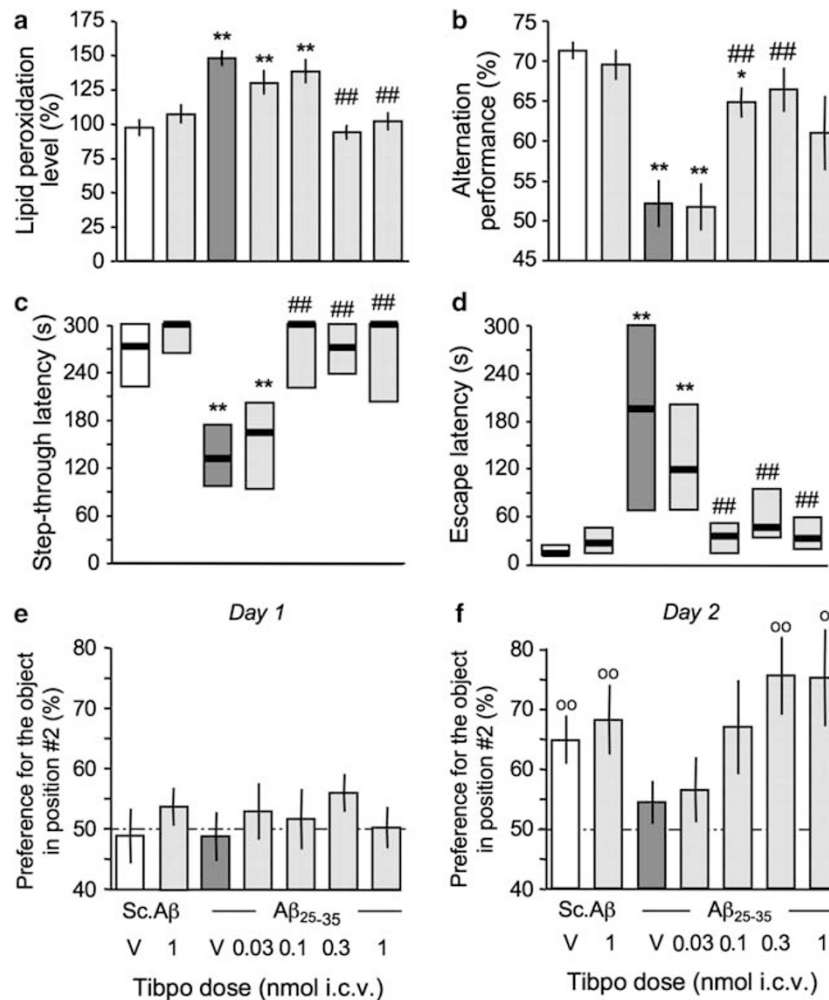 a
Lipid peroxidation
level (%)
175
150
125
100
75
50
25
0
**
**
**
##
##
b
Alternation
performance (%)
75
70
65
60
55
50
45
**
**
##
*
##
c
Step-through latency (s)
300
240
180
120
60
0
**
**
##
##
##
d
Escape latency (s)
300
240
180
120
60
0
**
**
##
##
##
e
Day 1
Preference for the object
in position #2 (%)
80
70
60
50
40
Sc.Aβ
Aβ25-35
V 1 V 0.03 0.1 0.3 1
Tibpo dose (nmol i.c.v.)
f
Day 2
Preference for the object
in position #2 (%)
80
70
60
50
40
oo
oo
oo
o
Sc.Aβ
Aβ25-35
V 1 V 0.03 0.1 0.3 1
Tibpo dose (nmol i.c.v.)